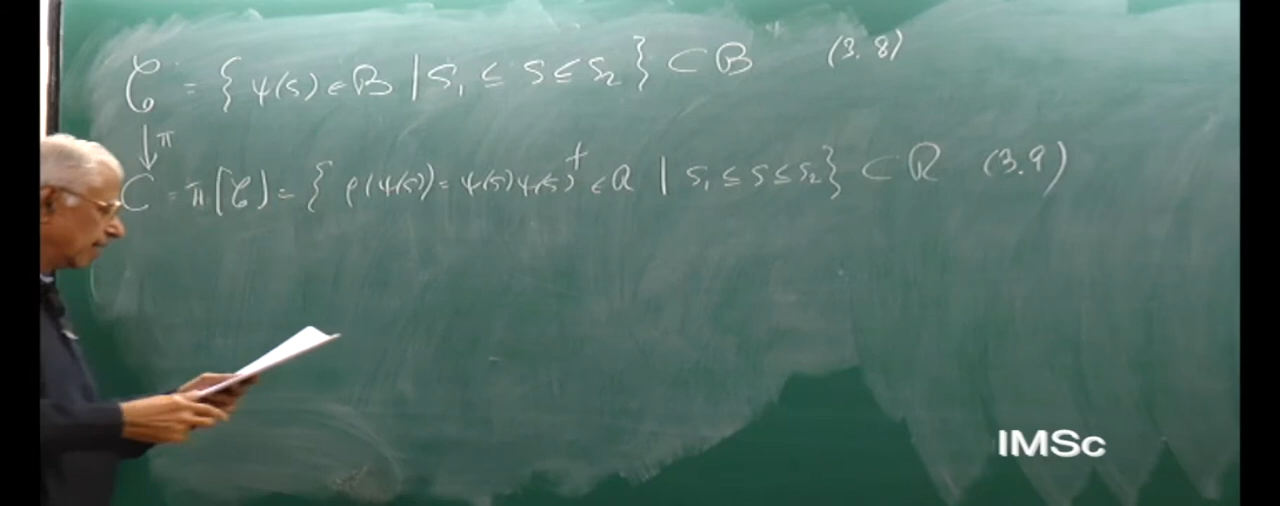 𝒞 = { ψ(s) ∈ B | s₁ ≤ s ≤ s₂ } ⊂ B (3.8)
↓ π
C = π[𝒞] = { ρ(ψ(s)) = ψ(s)ψ(s)† ∈ R | s₁ ≤ s ≤ s₂ } ⊂ R (3.9)
IMSc